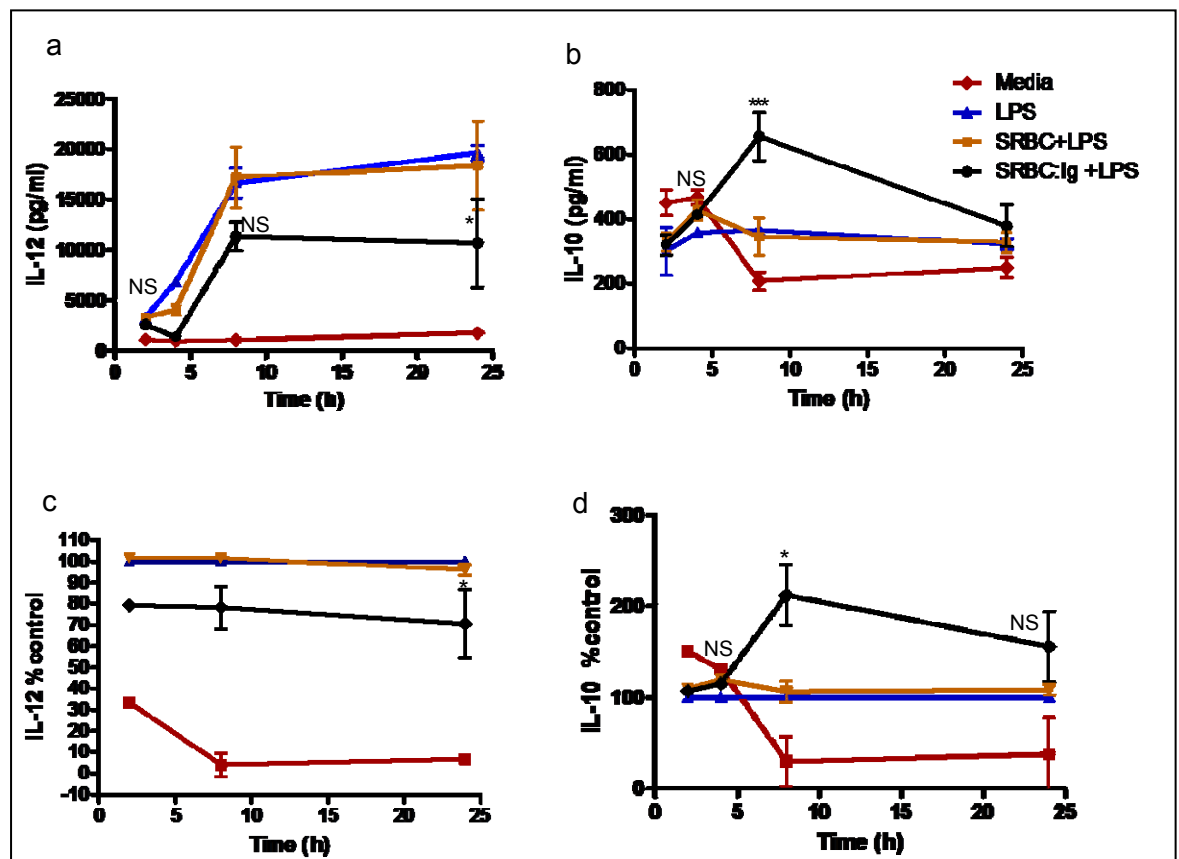 a
IL-12 (pg/ml)
25000
20000
15000
10000
5000
0
NS
NS
*
0 5 10 15 20 25
Time (h)
b
IL-10 (pg/ml)
800
600
400
200
0
NS
***
0 5 10 15 20 25
Time (h)
Media
LPS
SRBC+LPS
SRBC:Ig +LPS
c
IL-12 % control
110
100
90
80
70
60
50
40
30
20
10
0
-10
*
0 5 10 15 20 25
Time (h)
d
IL-10 % control
300
200
100
0
NS
*
NS
0 5 10 15 20 25
Time (h)